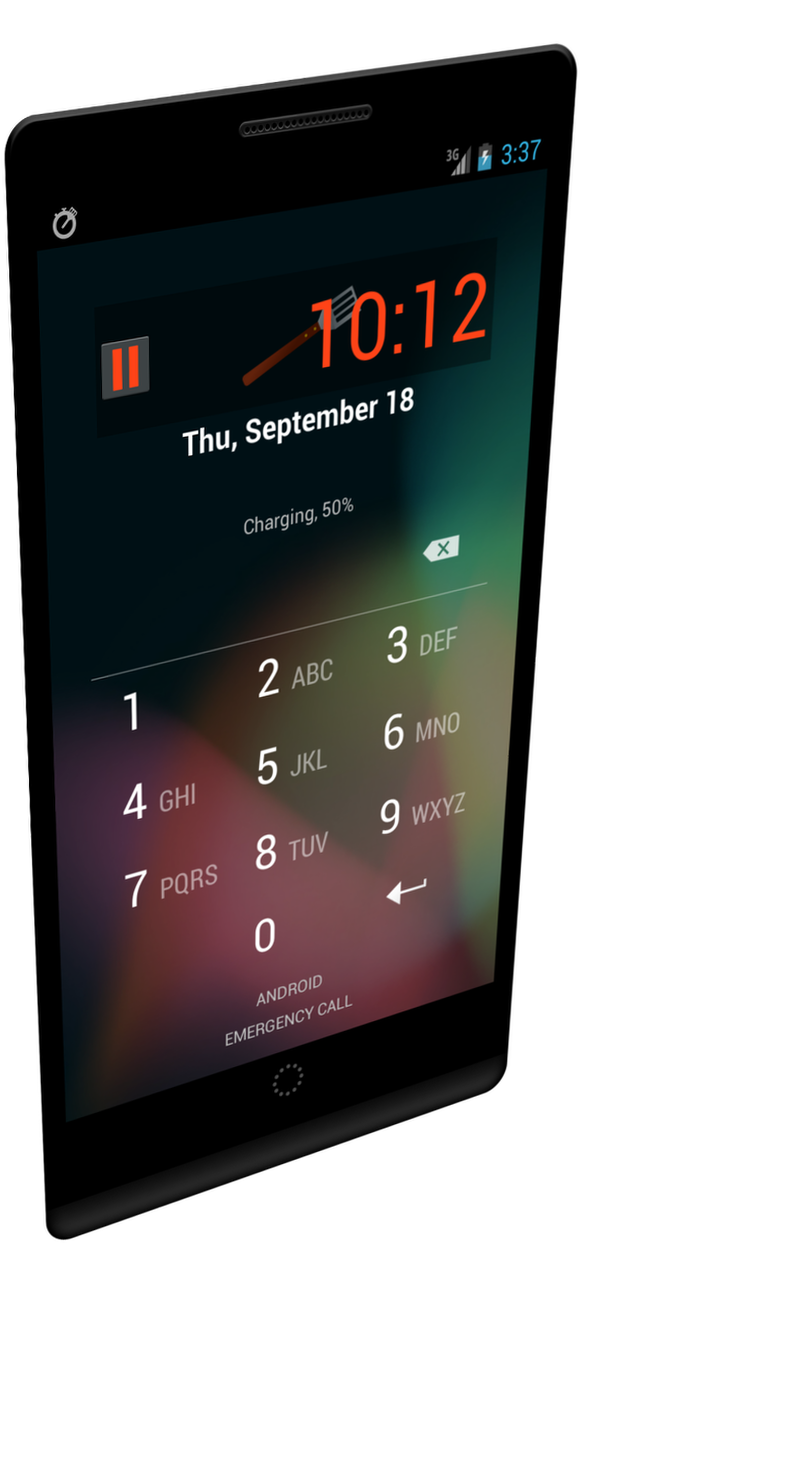 3G 3:37
10:12
Thu, September 18
Charging, 50%
1 2 ABC 3 DEF
4 GHI 5 JKL 6 MNO
7 PQRS 8 TUV 9 WXYZ
0
ANDROID
EMERGENCY CALL